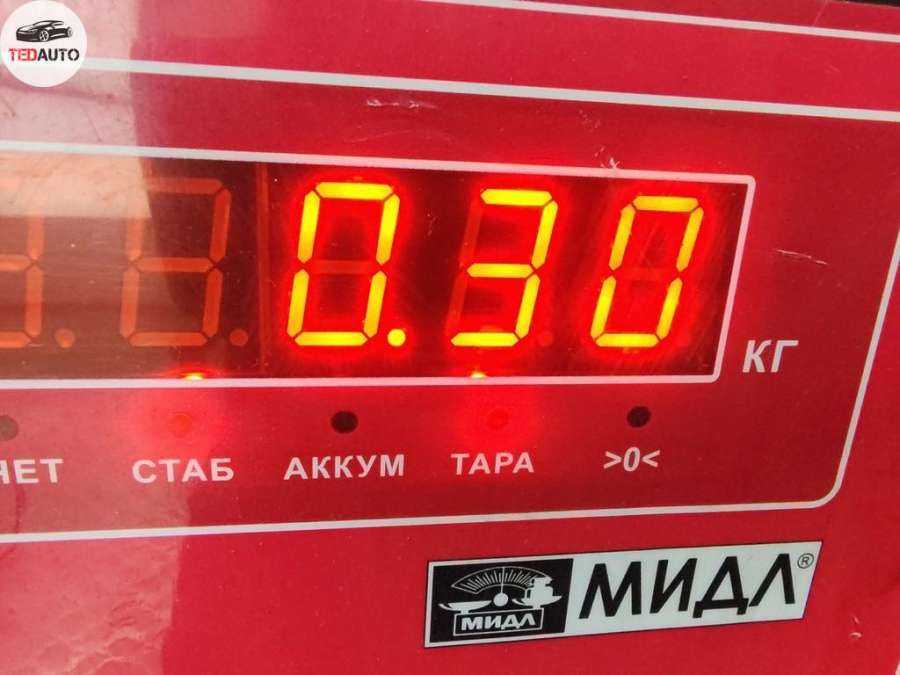 TEDAUTO
0.30
КГ
СТАБ
АККУМ
ТАРА
>0<
МИДЛ
МИДЛ®